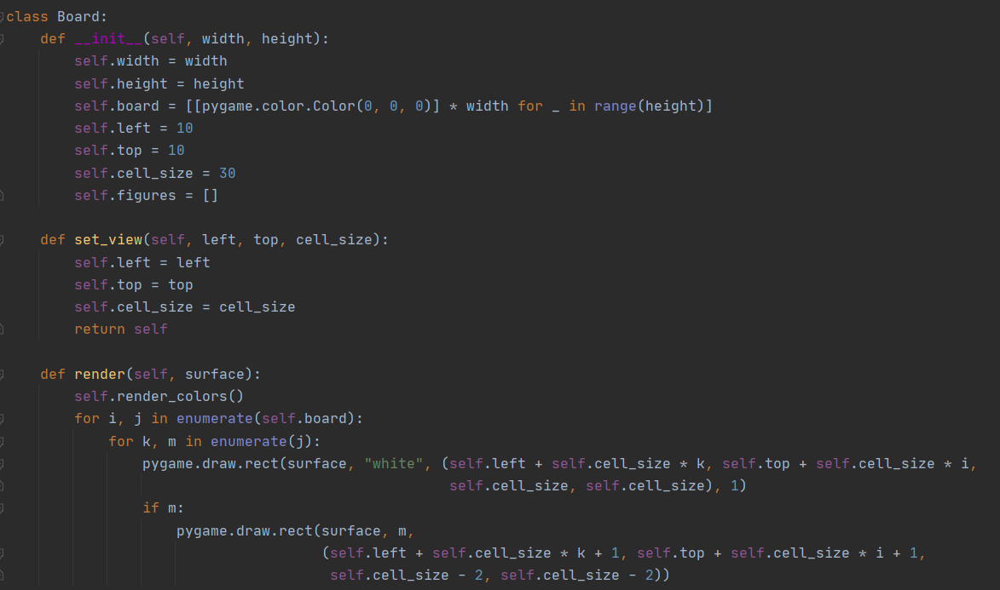 class Board:
    def __init__(self, width, height):
        self.width = width
        self.height = height
        self.board = [[pygame.color.Color(0, 0, 0)] * width for _ in range(height)]
        self.left = 10
        self.top = 10
        self.cell_size = 30
        self.figures = []

    def set_view(self, left, top, cell_size):
        self.left = left
        self.top = top
        self.cell_size = cell_size
        return self

    def render(self, surface):
        self.render_colors()
        for i, j in enumerate(self.board):
            for k, m in enumerate(j):
                pygame.draw.rect(surface, "white", (self.left + self.cell_size * k, self.top + self.cell_size * i,
                                                    self.cell_size, self.cell_size), 1)
                if m:
                    pygame.draw.rect(surface, m,
                                     (self.left + self.cell_size * k + 1, self.top + self.cell_size * i + 1,
                                      self.cell_size - 2, self.cell_size - 2))